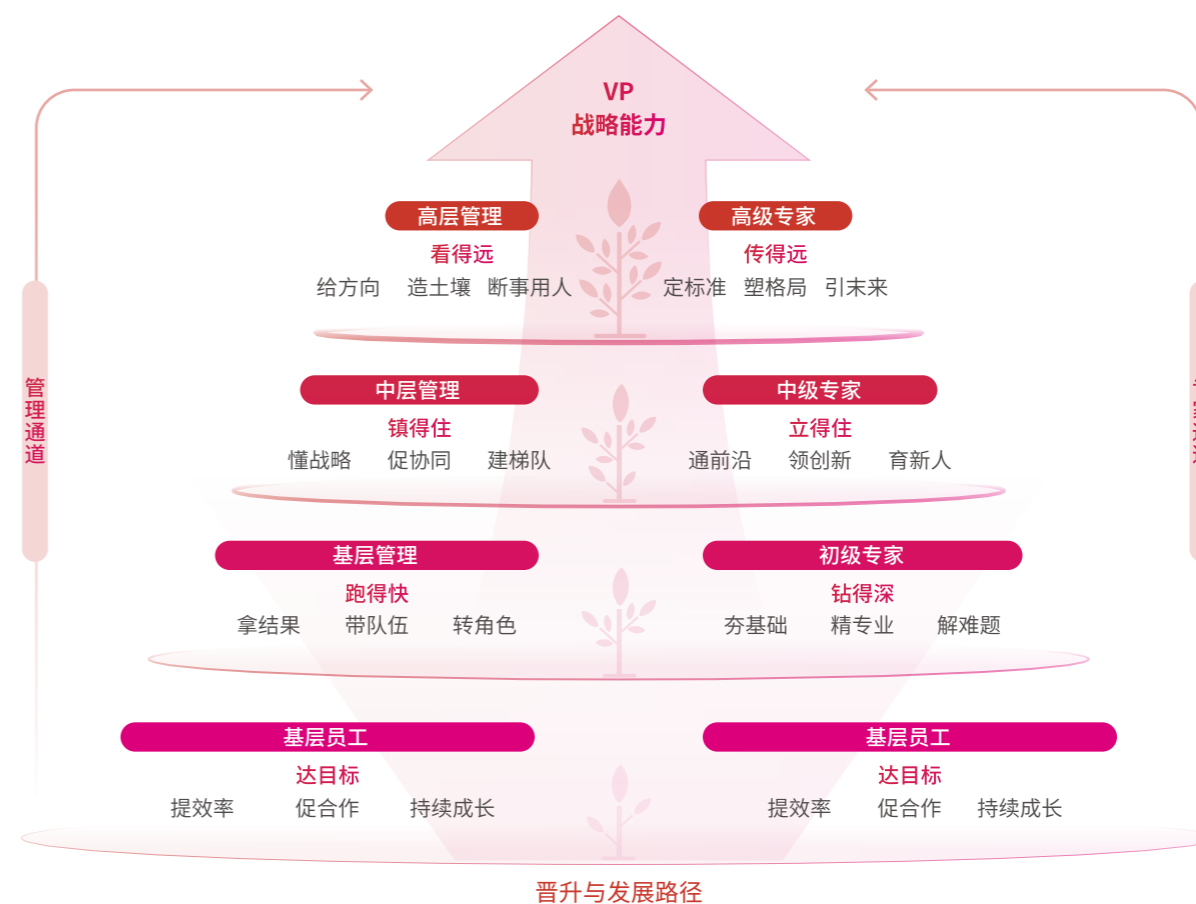 VP
战略能力
高层管理
高级专家
看得远
传得远
给方向 造土壤 断事用人
定标准 塑格局 引末来
管理通道
中层管理
中级专家
镇得住
立得住
懂战略 促协同 建梯队
通前沿 领创新 育新人
基层管理
初级专家
跑得快
钻得深
拿结果 带队伍 转角色
夯基础 精专业 解难题
基层员工
基层员工
达目标
达目标
提效率 促合作 持续成长
提效率 促合作 持续成长
晋升与发展路径